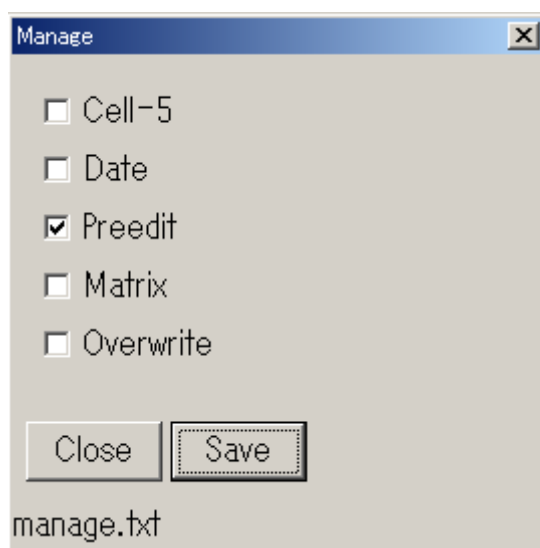 Manage
Cell-5
Date
Preedit
Matrix
Overwrite
Close Save
manage.txt